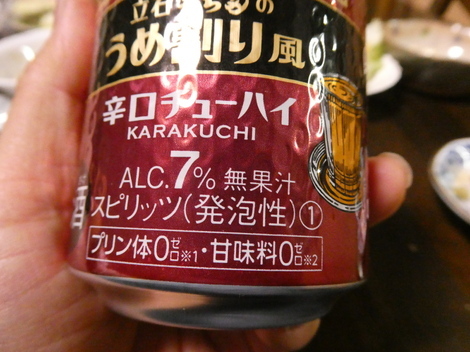 うめ割り風
辛口チューハイ
KARAKUCHI
ALC.7% 無果汁
スピリッツ(発泡性)①
プリン体0ゼロ※1・甘味料0ゼロ※2
酒